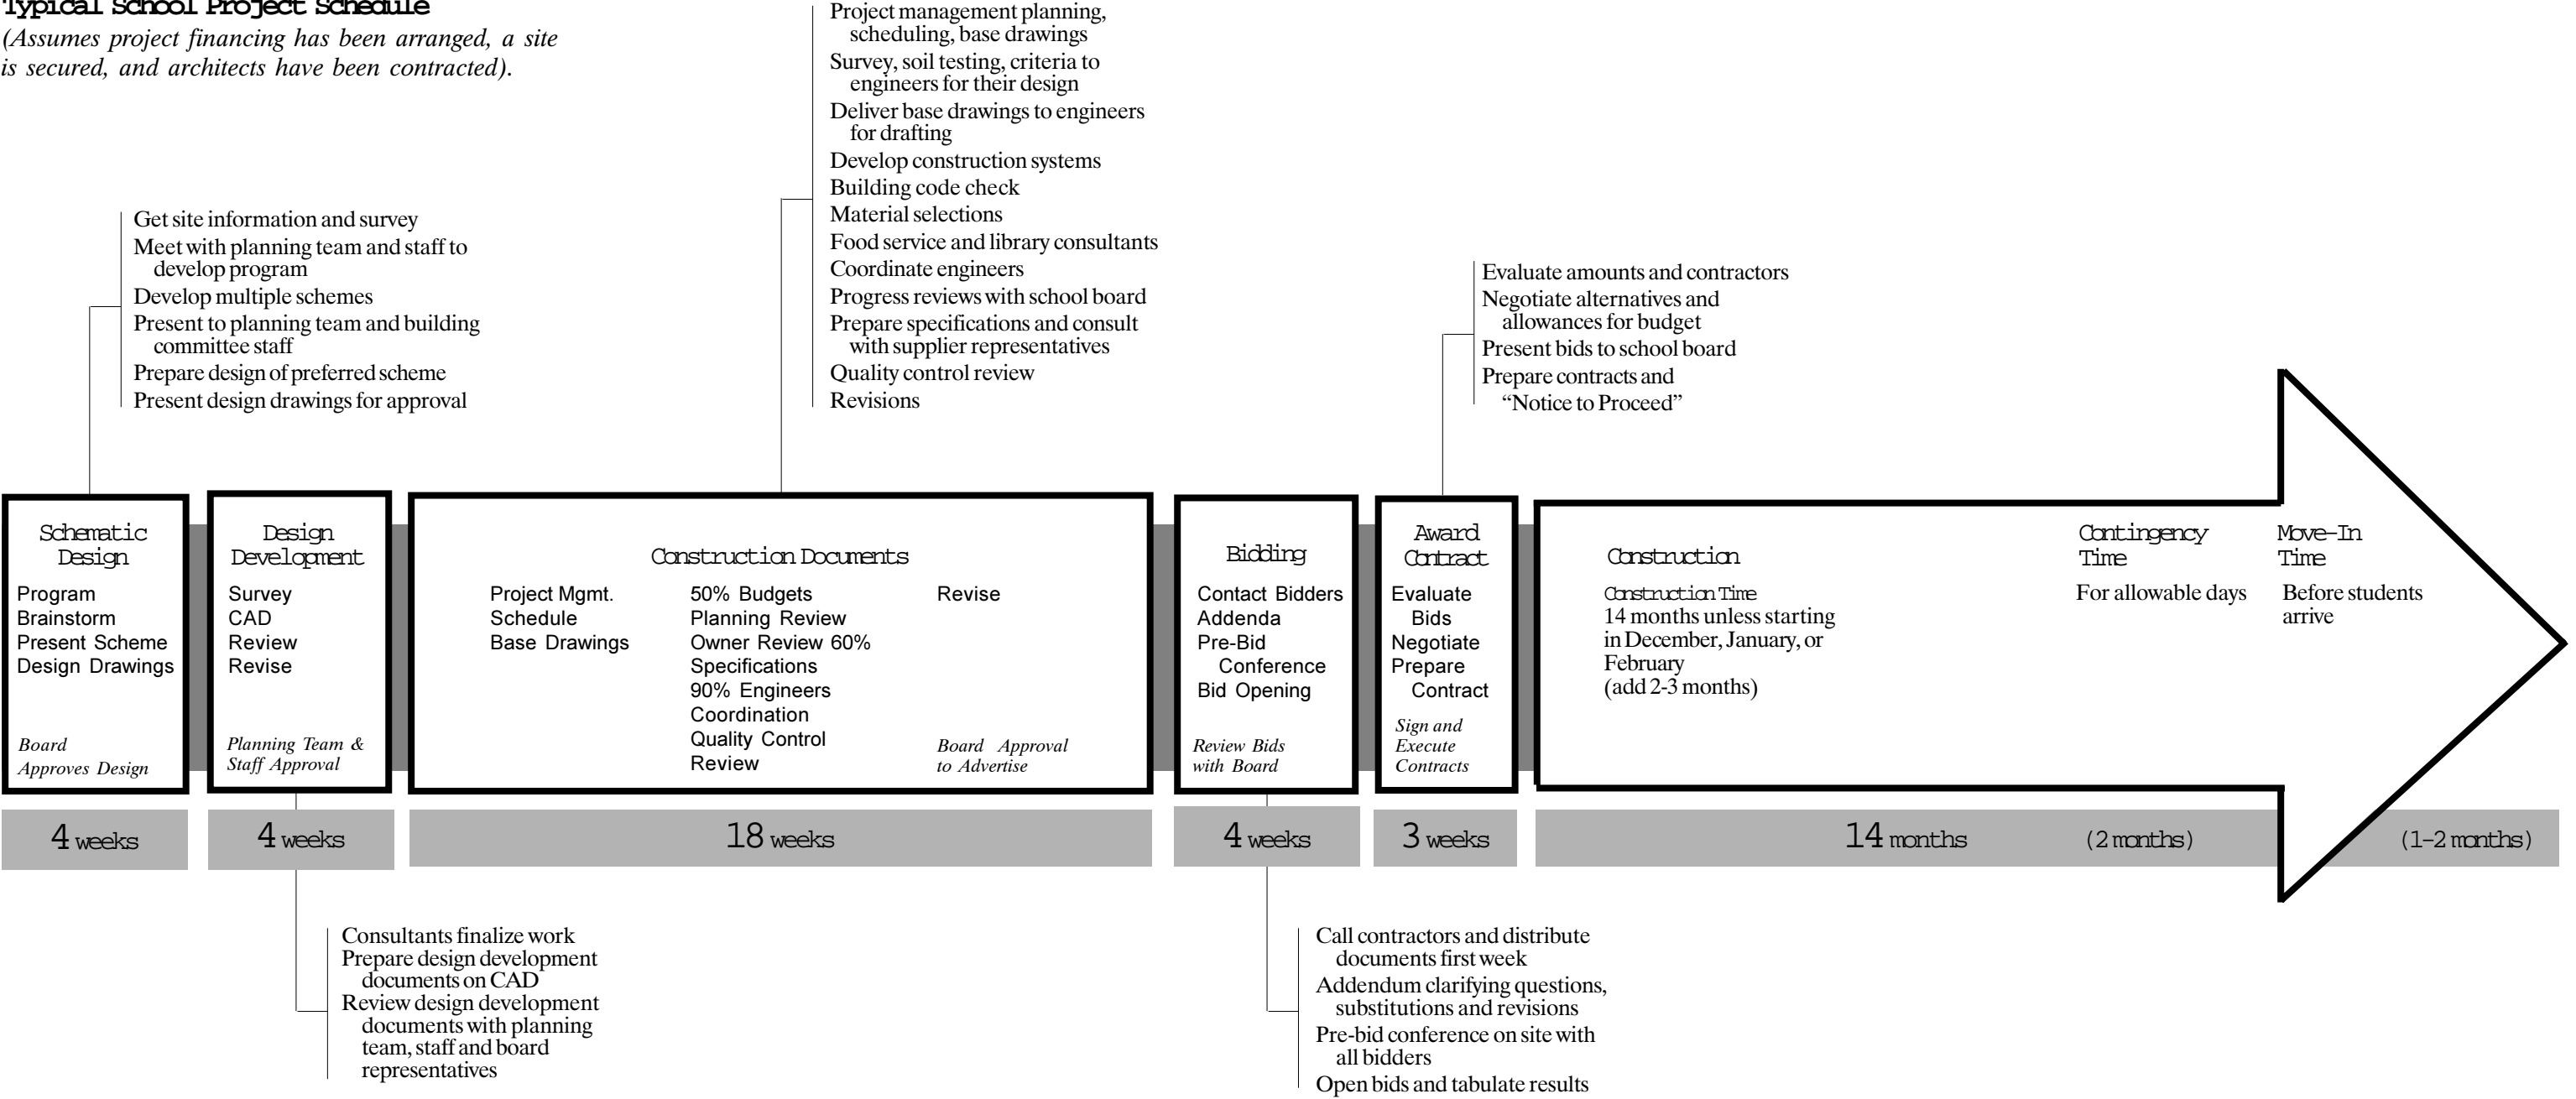 Typical School Project Schedule
(Assumes project financing has been arranged, a site
is secured, and architects have been contracted).
Project management planning,
scheduling, base drawings
Survey, soil testing, criteria to
engineers for their design
Deliver base drawings to engineers
for drafting
Develop construction systems
Building code check
Material selections
Food service and library consultants
Coordinate engineers
Progress reviews with school board
Prepare specifications and consult
with supplier representatives
Quality control review
Revisions
Get site information and survey
Meet with planning team and staff to
develop program
Develop multiple schemes
Present to planning team and building
committee staff
Prepare design of preferred scheme
Present design drawings for approval
Evaluate amounts and contractors
Negotiate alternatives and
allowances for budget
Present bids to school board
Prepare contracts and
“Notice to Proceed”
Schematic
Design
Program
Brainstorm
Present Scheme
Design Drawings
Board
Approves Design
Design
Development
Survey
CAD
Review
Revise
Planning Team &
Staff Approval
Construction Documents
Project Mgmt.
Schedule
Base Drawings
50% Budgets
Planning Review
Owner Review 60%
Specifications
90% Engineers
Coordination
Quality Control
Review
Revise
Board Approval
to Advertise
Bidding
Contact Bidders
Addenda
Pre-Bid
Conference
Bid Opening
Review Bids
with Board
Award
Contract
Evaluate
Bids
Negotiate
Prepare
Contract
Sign and
Execute
Contracts
Construction
Construction Time
14 months unless starting
in December, January, or
February
(add 2-3 months)
Contingency
Time
For allowable days
Move-In
Time
Before students
arrive
4 weeks
4 weeks
18 weeks
4 weeks
3 weeks
14 months
(2 months)
(1-2 months)
Consultants finalize work
Prepare design development
documents on CAD
Review design development
documents with planning
team, staff and board
representatives
Call contractors and distribute
documents first week
Addendum clarifying questions,
substitutions and revisions
Pre-bid conference on site with
all bidders
Open bids and tabulate results